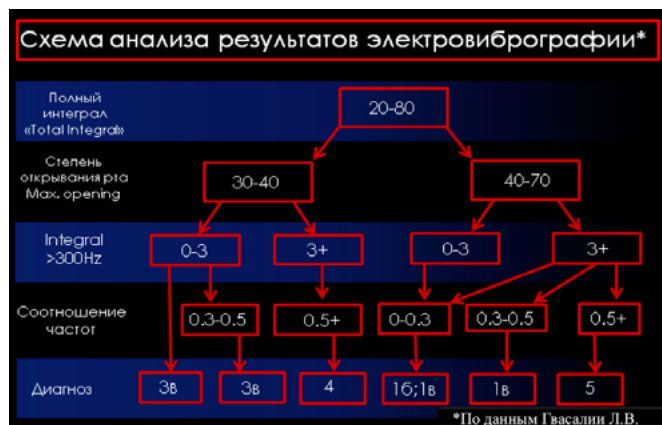 Схема анализа результатов электровибрографии*
Полный
интеграл
«Total Integral»
20-80
Степень
открывания рта
Max. opening
30-40
40-70
Integral
>300Hz
0-3
3+
0-3
3+
Соотношение
частот
0.3-0.5
0.5+
0-0.3
0.3-0.5
0.5+
Диагноз
3в
3в
4
1б;1в
1в
5
*По данным Гвасалии Л.В.